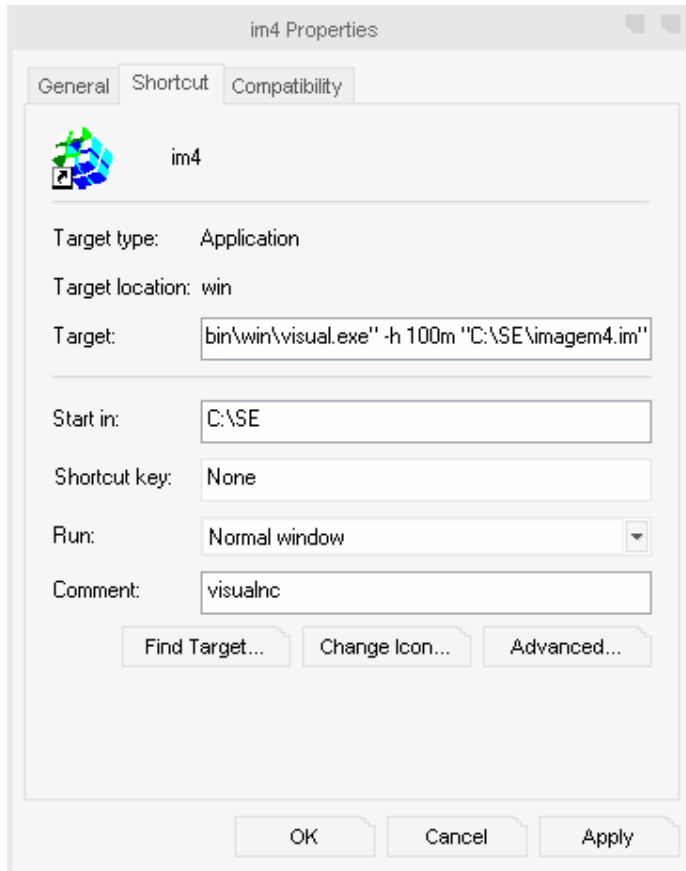 im4 Properties
General Shortcut Compatibility
im4
Target type: Application
Target location: win
Target: bin\win\visual.exe" -h 100m "C:\SE\imagem4.im"
Start in: C:\SE
Shortcut key: None
Run: Normal window
Comment: visualnc
Find Target... Change Icon... Advanced...
OK Cancel Apply